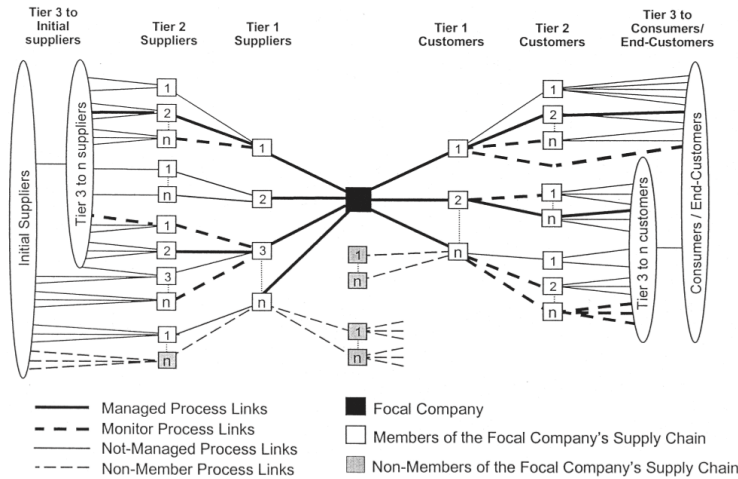 Tier 3 to
Initial
suppliers
Tier 2
Suppliers
Tier 1
Suppliers
Tier 1
Customers
Tier 2
Customers
Tier 3 to
Consumers/
End-Customers
Initial Suppliers
Tier 3 to n suppliers
1
2
n
1
n
1
2
3
n
1
n
1
2
3
n
1
n
1
n
1
2
n
1
2
n
1
n
1
2
n
Tier 3 to n customers
Consumers / End-Customers
Managed Process Links
Monitor Process Links
Not-Managed Process Links
Non-Member Process Links
Focal Company
Members of the Focal Company's Supply Chain
Non-Members of the Focal Company's Supply Chain